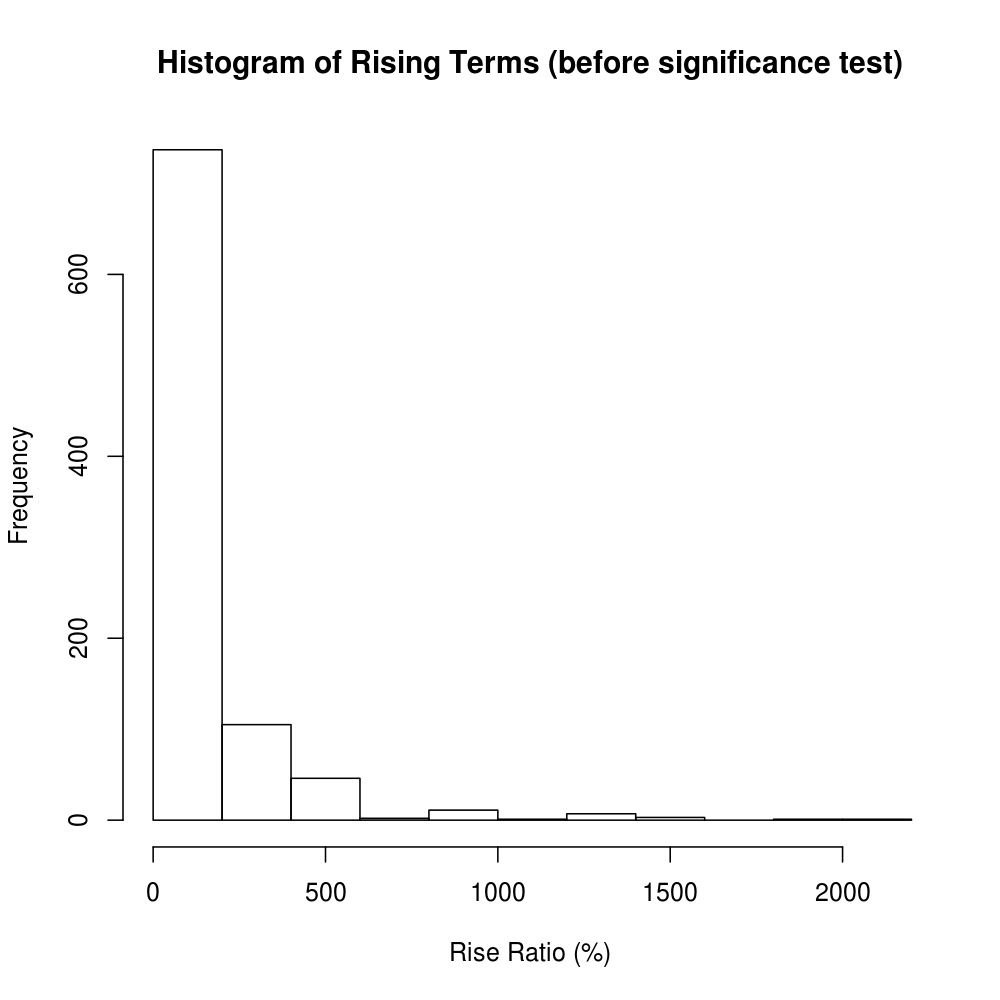 Histogram of Rising Terms (before significance test)
Frequency
600
400
200
0
0 500 1000 1500 2000
Rise Ratio (%)